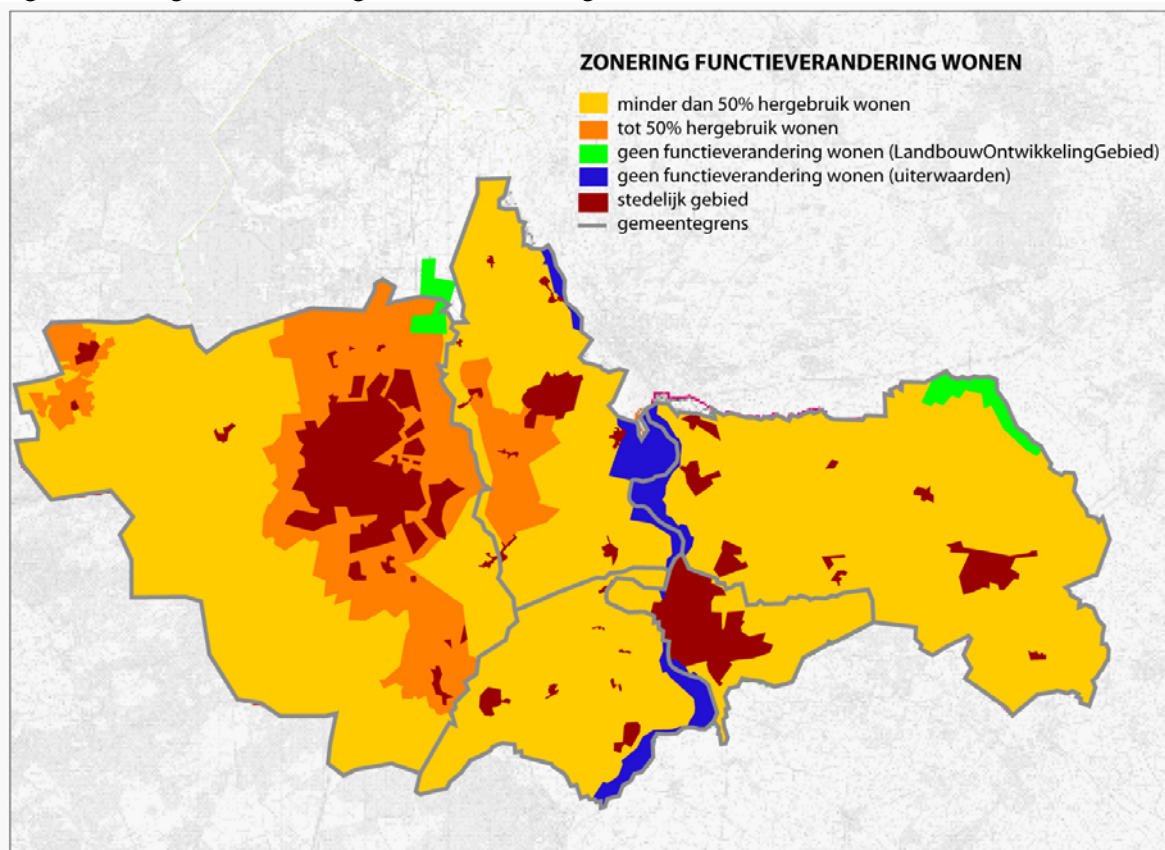 ZONERING FUNCTIEVERANDERING WONEN
minder dan 50% hergebruik wonen
tot 50% hergebruik wonen
geen functieverandering wonen (LandbouwOntwikkelingGebied)
geen functieverandering wonen (uiterwaarden)
stedelijk gebied
gemeentegrens